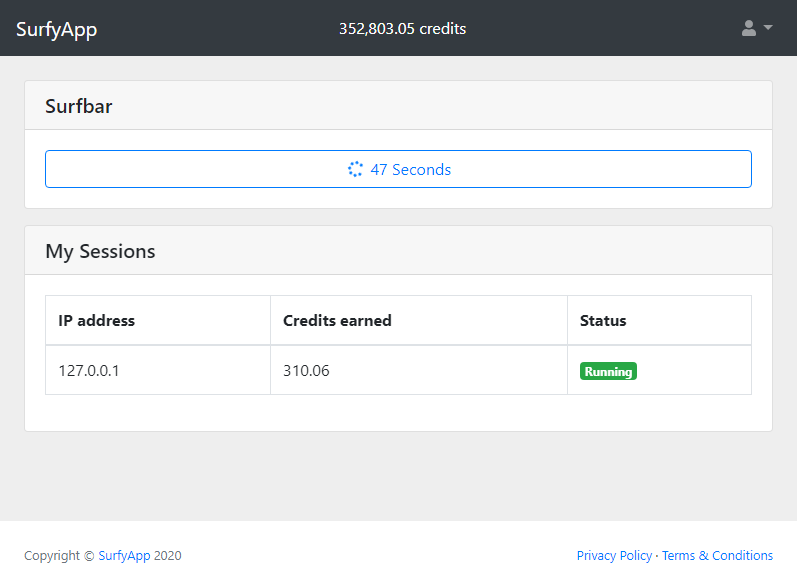 SurfyApp
352,803.05 credits
Surfbar
47 Seconds
My Sessions
IP address Credits earned Status
127.0.0.1 310.06 Running
Copyright © SurfyApp 2020
Privacy Policy · Terms & Conditions